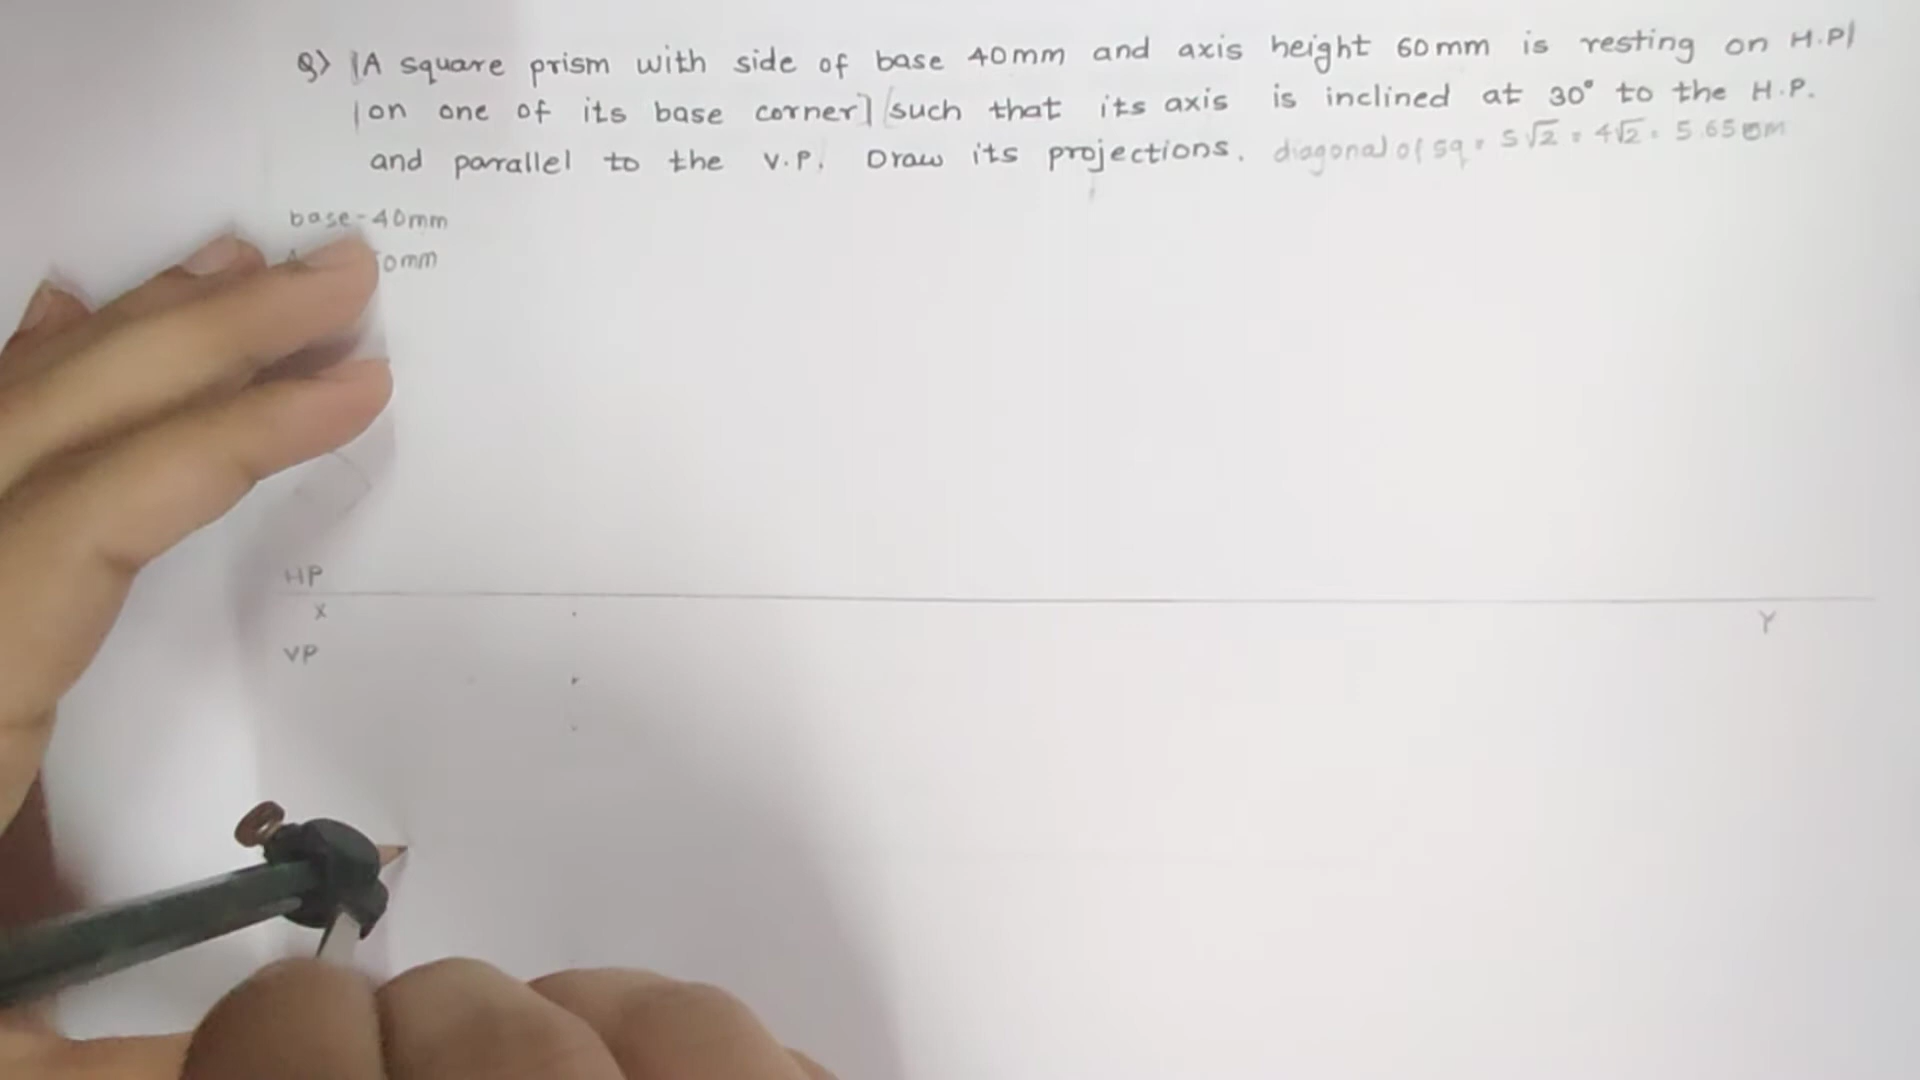 Q) A square prism with side of base 40mm and axis height 60mm is resting on H.P
on one of its base corner] such that its axis is inclined at 30° to the H.P.
and parallel to the V.P. Draw its projections. diagonal of sq = S√2 = 4√2 = 5.65cm
base-40mm
0mm
HP
X
Y
VP